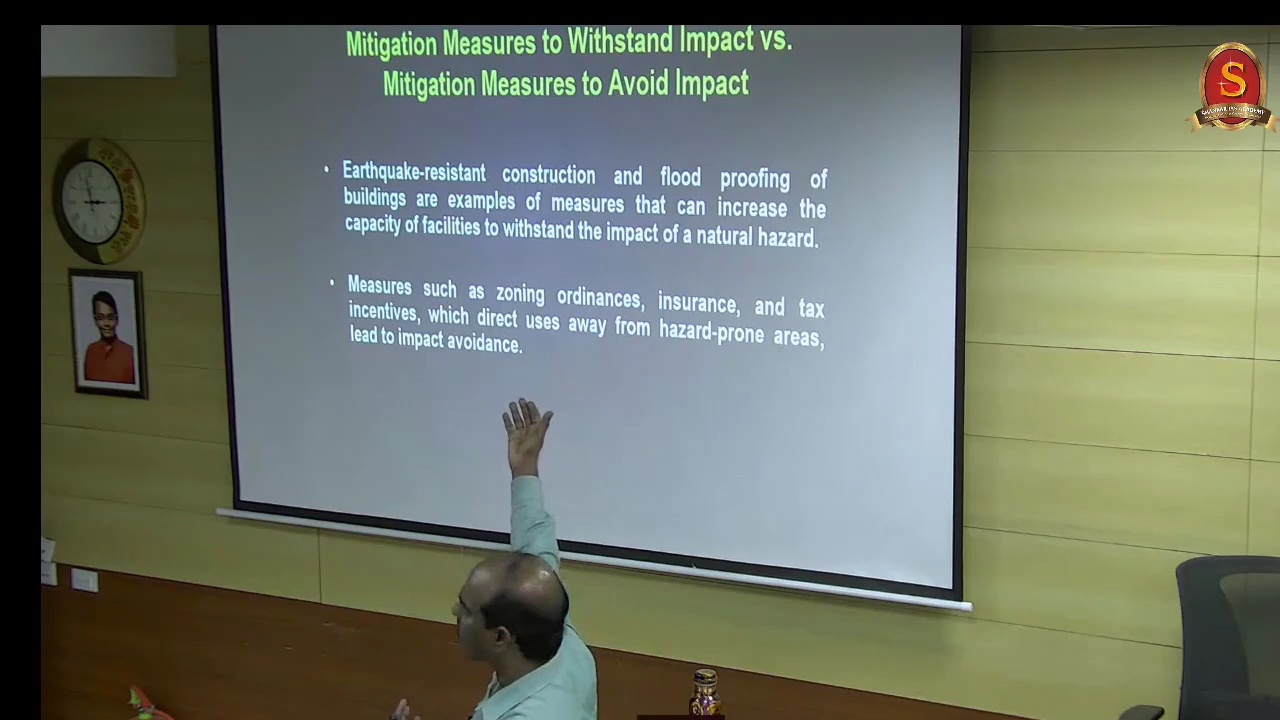 Mitigation Measures to Withstand Impact vs.
Mitigation Measures to Avoid Impact
• Earthquake-resistant construction and flood proofing of
buildings are examples of measures that can increase the
capacity of facilities to withstand the impact of a natural hazard.
• Measures such as zoning ordinances, insurance, and tax
incentives, which direct uses away from hazard-prone areas,
lead to impact avoidance.
S
SHANKAR IAS ACADEMY